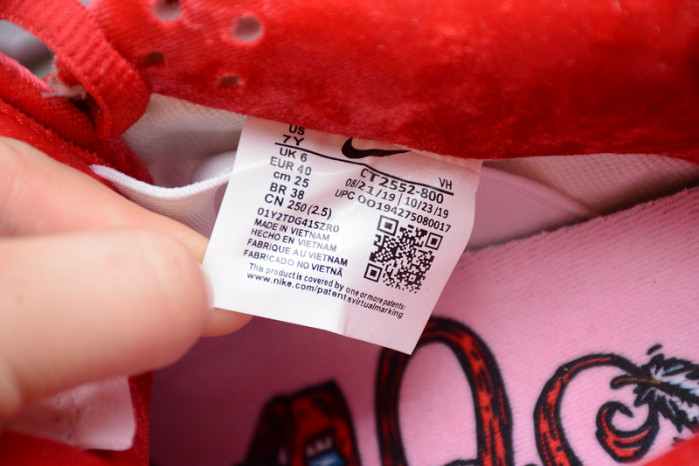 US
7Y
UK 6
EUR 40
cm 25
BR 38
CN 250 (2.5)
VH
CT2552-800
08/21/19 | 10/23/19
UPC 00194275080017
01Y2TDG41SZR0
MADE IN VIETNAM
HECHO EN VIETNAM
FABRIQUE AU VIETNAM
FABRICADO NO VIETNÃ
This product is covered by one or more patents:
www.nike.com/patentsvirtualmarking